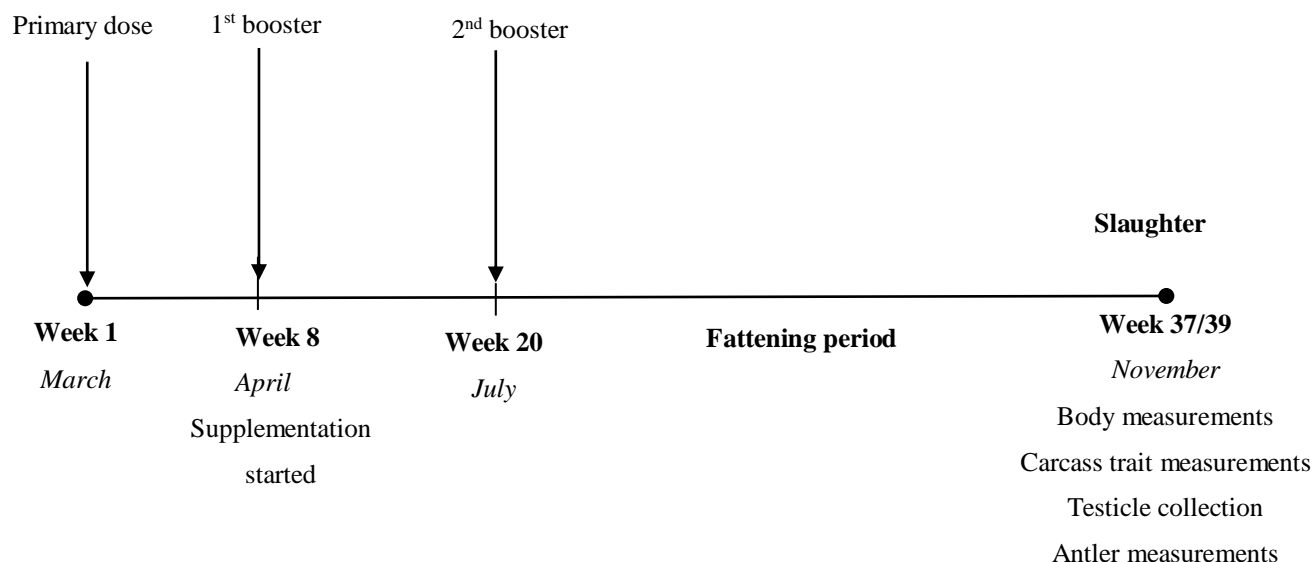 Primary dose
1st booster
2nd booster
Slaughter
Week 1
Week 8
Week 20
Fattening period
Week 37/39
March
April
July
November
Supplementation
started
Body measurements
Carcass trait measurements
Testicle collection
Antler measurements